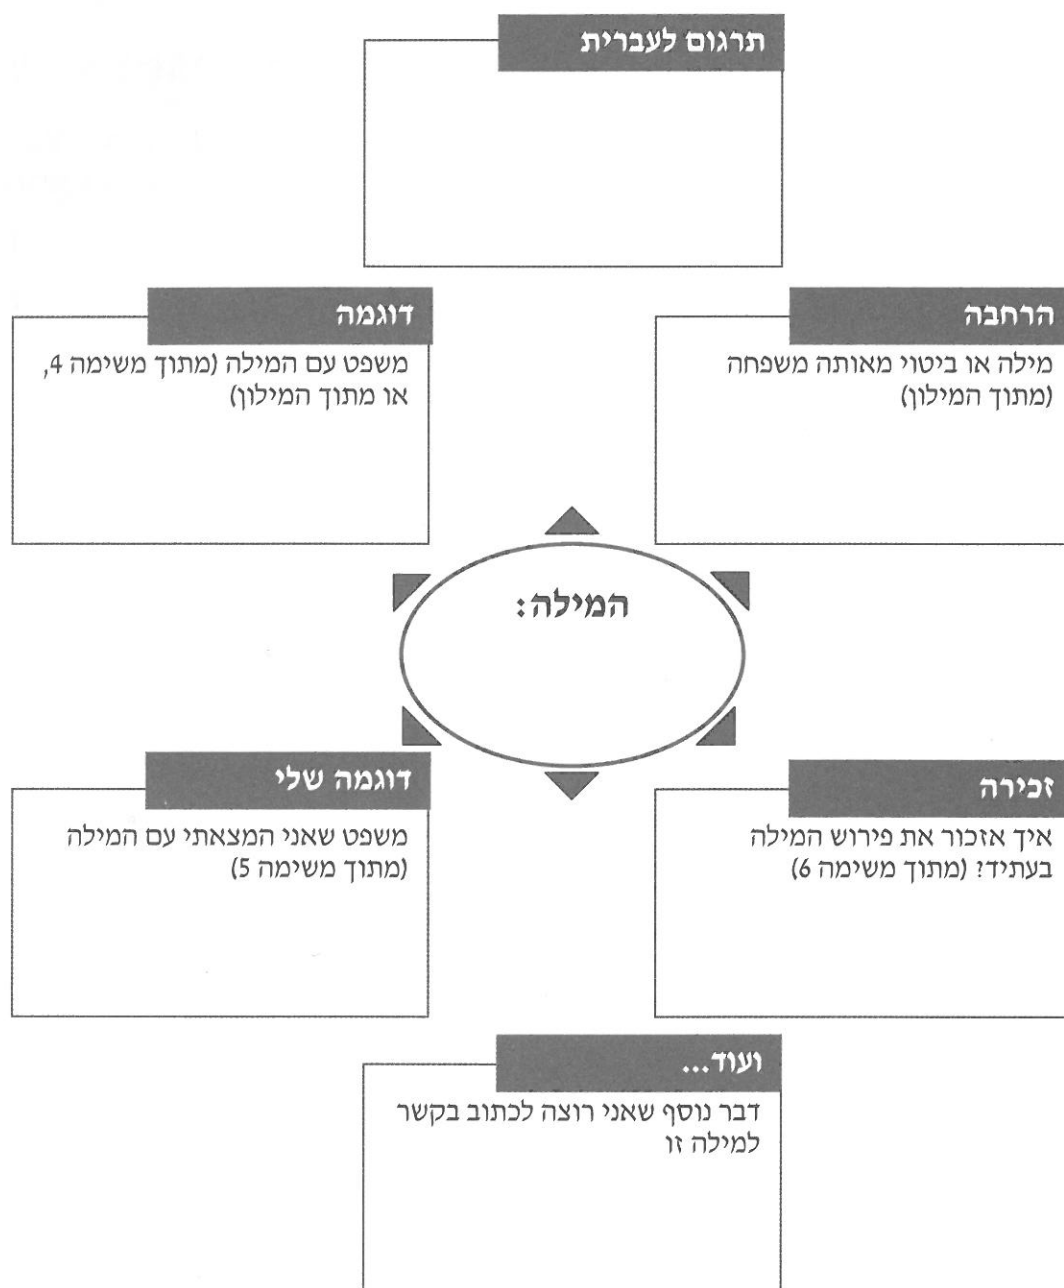 תרגום לעברית
הרחבה
מילה או ביטוי מאותה משפחה
(מתוך המילון)
דוגמה
משפט עם המילה (מתוך משימה 4,
או מתוך המילון)
המילה:
זכירה
איך אזכור את פירוש המילה
בעתיד? (מתוך משימה 6)
דוגמה שלי
משפט שאני המצאתי עם המילה
(מתוך משימה 5)
ועוד...
דבר נוסף שאני רוצה לכתוב בקשר
למילה זו